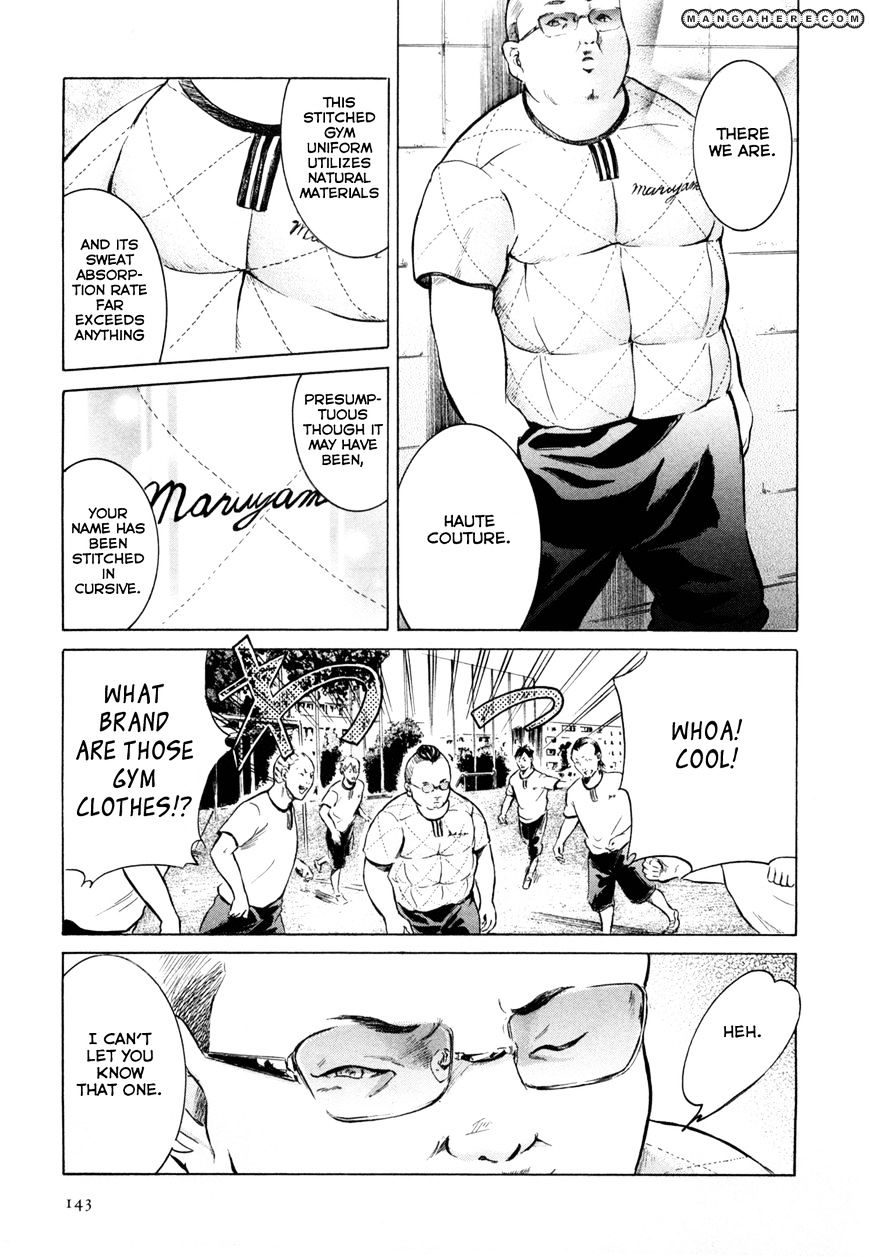 MANGAHERE.COM
THERE
WE ARE.
maruyam
HAUTE
COUTURE.
THIS
STITCHED
GYM
UNIFORM
UTILIZES
NATURAL
MATERIALS
AND ITS
SWEAT
ABSORP-
TION RATE
FAR
EXCEEDS
ANYTHING
PRESUMP-
TUOUS
THOUGH IT
MAY HAVE
BEEN,
maruyam
YOUR
NAME HAS
BEEN
STITCHED
IN
CURSIVE.
WHOA!
COOL!
WHAT
BRAND
ARE THOSE
GYM
CLOTHES!?
HEH.
I CAN'T
LET YOU
KNOW
THAT ONE.
143